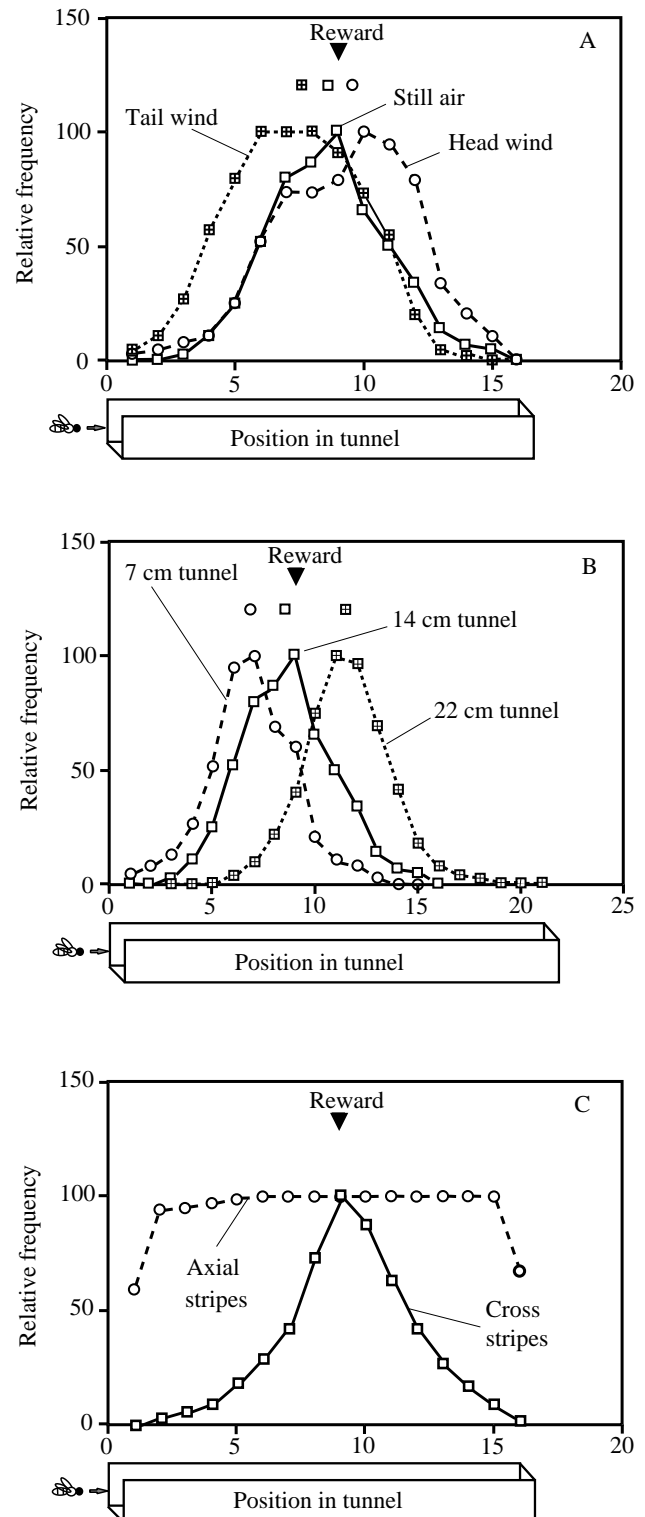 150
Reward
A
Tail wind
Still air
100
Head wind
Relative frequency
50
0
0 5 10 15 20
Position in tunnel
150
Reward
B
7 cm tunnel
14 cm tunnel
100
22 cm tunnel
Relative frequency
50
0
0 5 10 15 20 25
Position in tunnel
150
Reward
C
100
Axial
stripes
Relative frequency
50
Cross
stripes
0
0 5 10 15 20
Position in tunnel